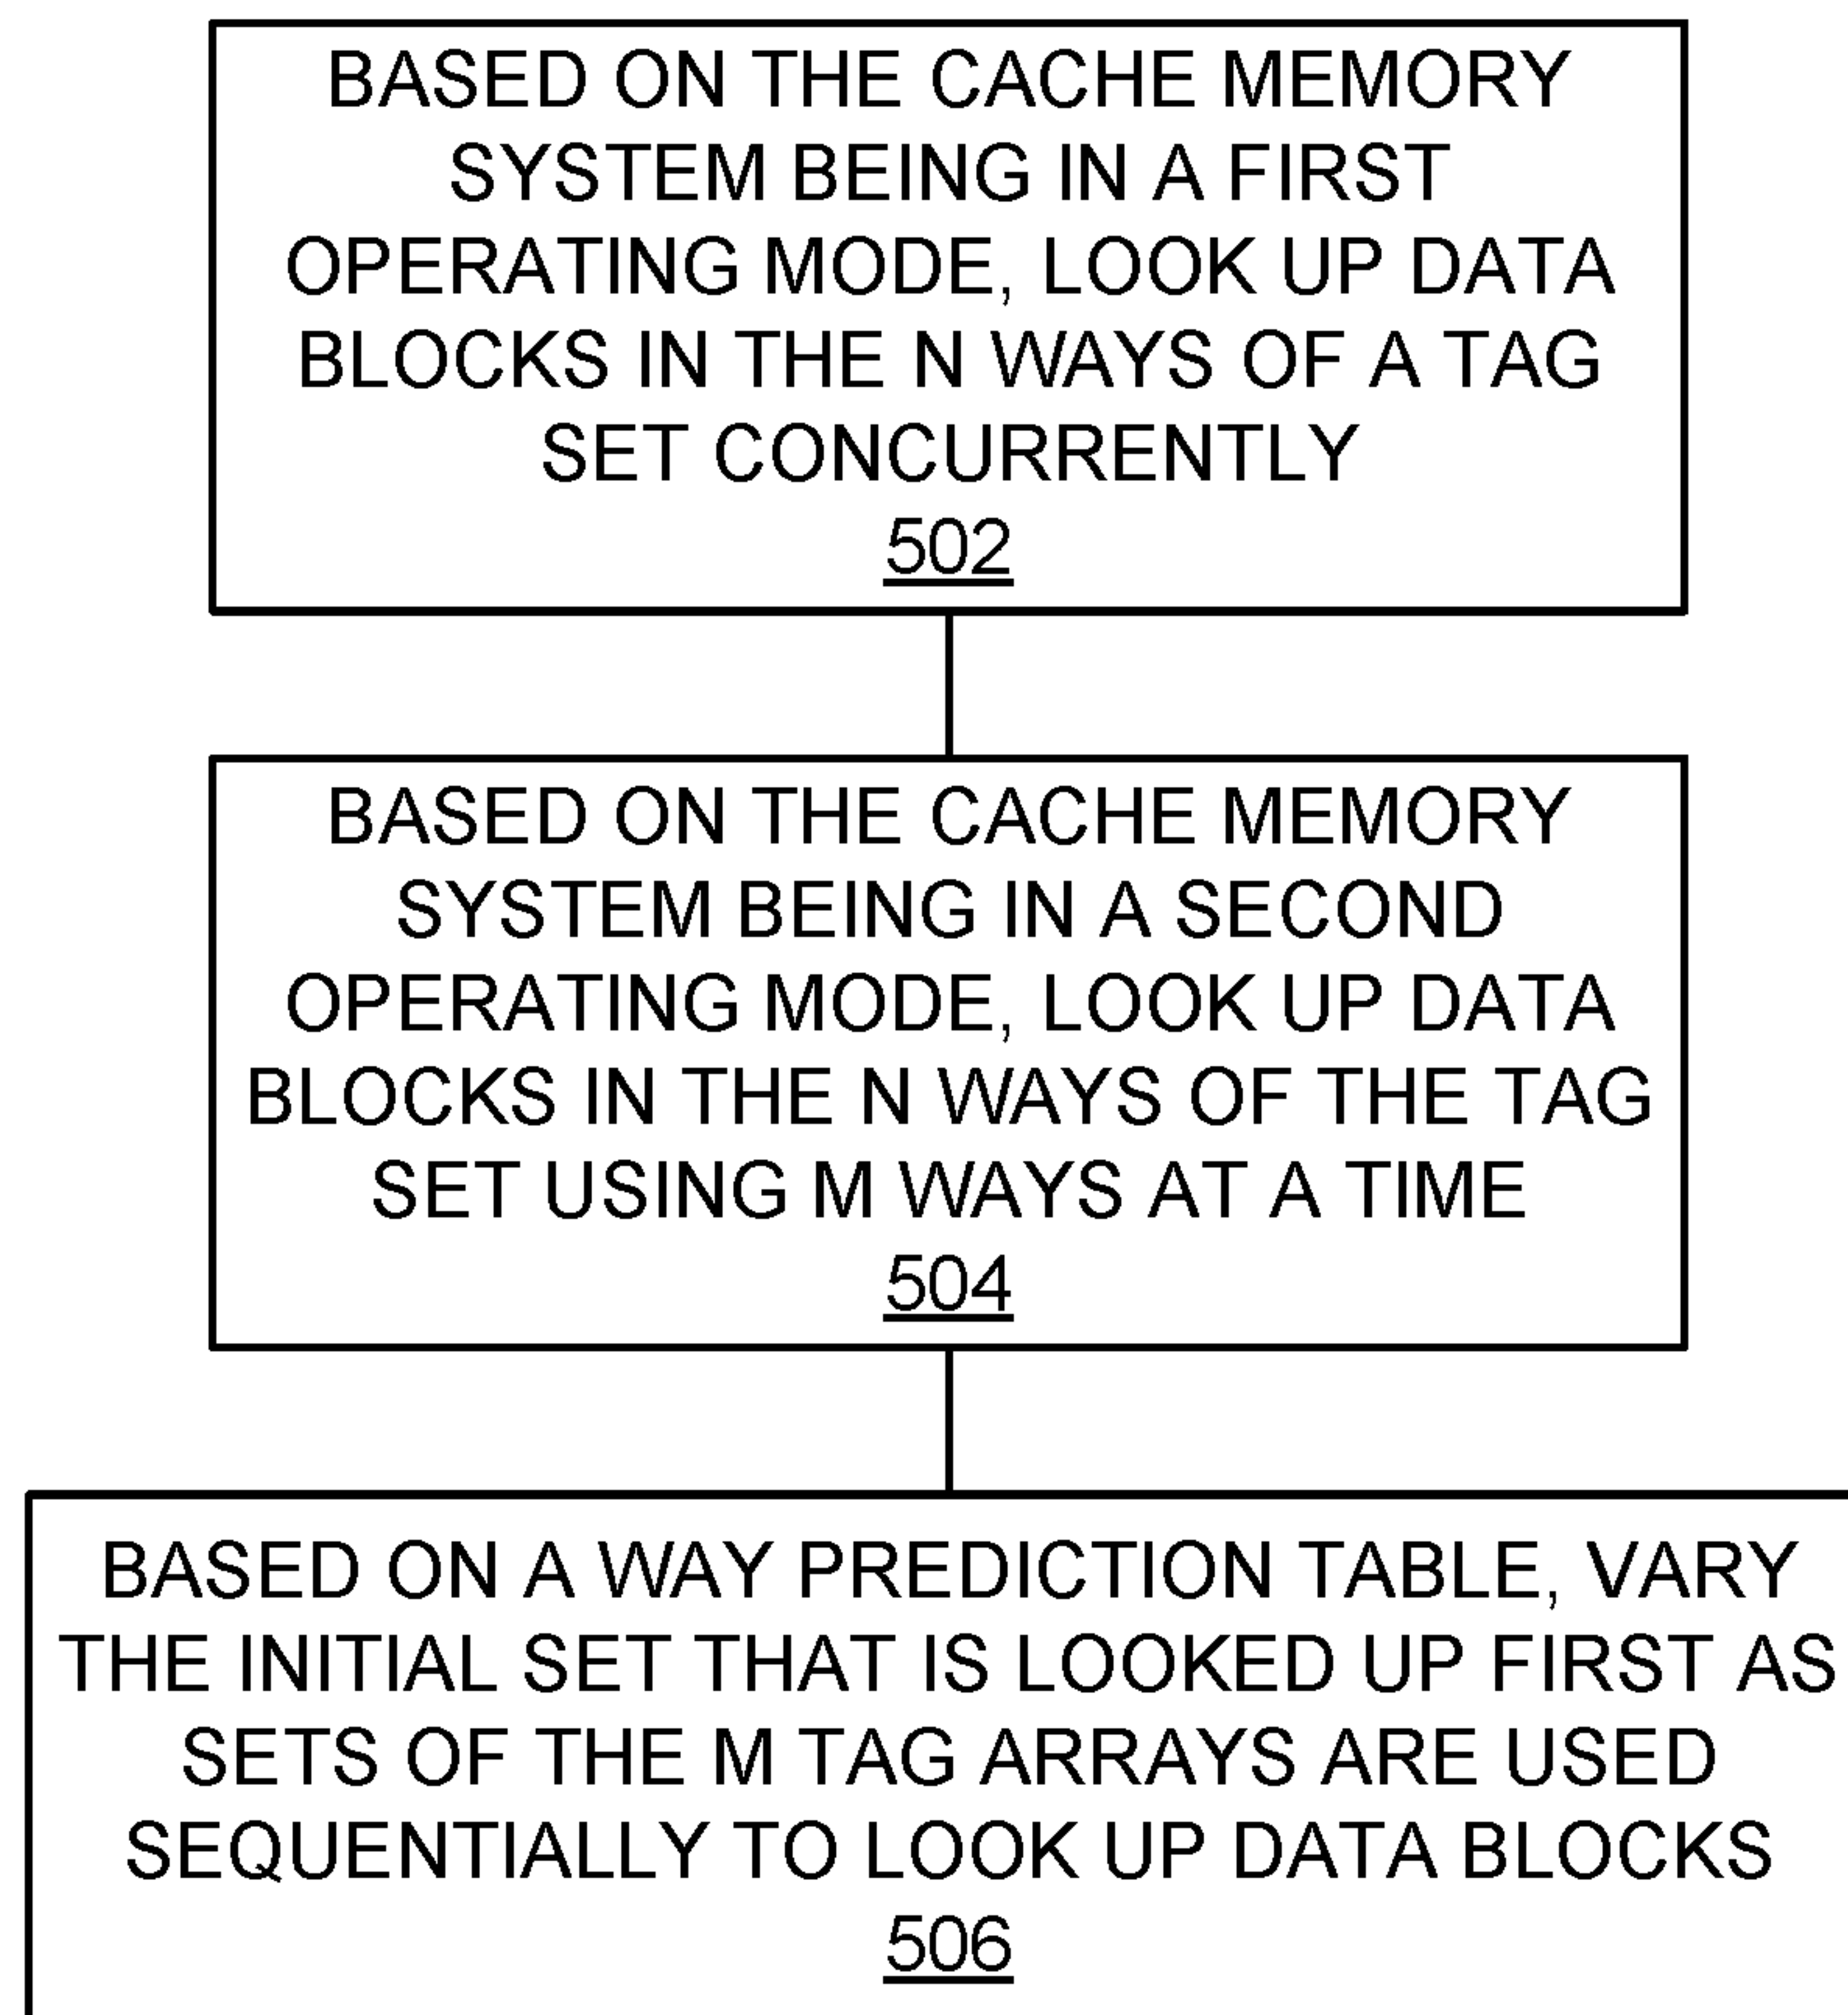 BASED ON THE CACHE MEMORY
SYSTEM BEING IN A FIRST
OPERATING MODE, LOOK UP DATA
BLOCKS IN THE N WAYS OF A TAG
SET CONCURRENTLY
502
BASED ON THE CACHE MEMORY
SYSTEM BEING IN A SECOND
OPERATING MODE, LOOK UP DATA
BLOCKS IN THE N WAYS OF THE TAG
SET USING M WAYS AT A TIME
504
BASED ON A WAY PREDICTION TABLE, VARY
THE INITIAL SET THAT IS LOOKED UP FIRST AS
SETS OF THE M TAG ARRAYS ARE USED
SEQUENTIALLY TO LOOK UP DATA BLOCKS
506